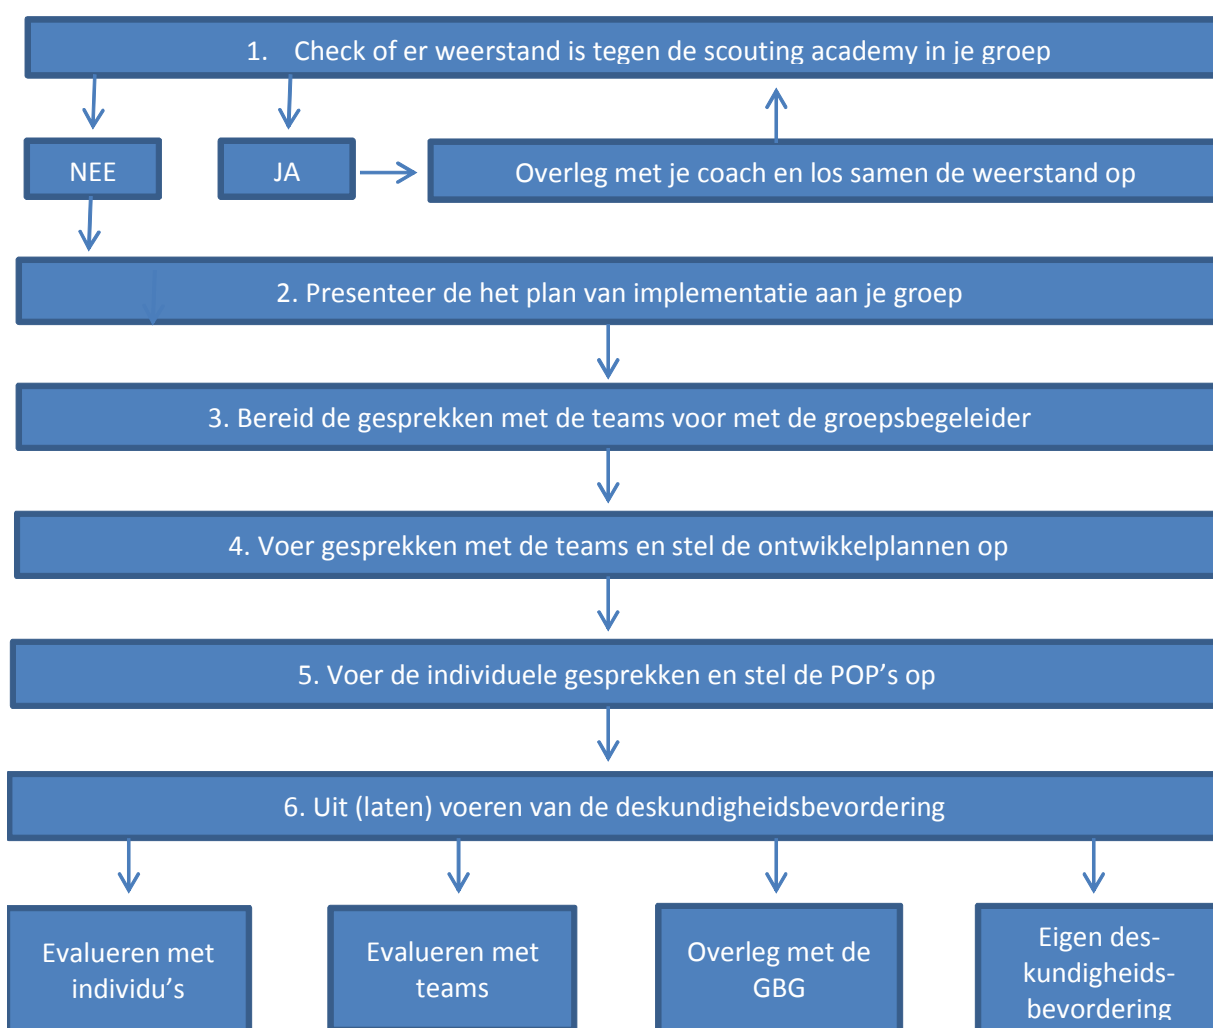 1. Check of er weerstand is tegen de scouting academy in je groep
NEE
JA
Overleg met je coach en los samen de weerstand op
2. Presenteer de het plan van implementatie aan je groep
3. Bereid de gesprekken met de teams voor met de groepsbegeleider
4. Voer gesprekken met de teams en stel de ontwikkelplannen op
5. Voer de individuele gesprekken en stel de POP's op
6. Uit (laten) voeren van de deskundigheidsbevordering
Evalueren met
individu's
Evalueren met
teams
Overleg met de
GBG
Eigen des-
kundigheids-
bevordering